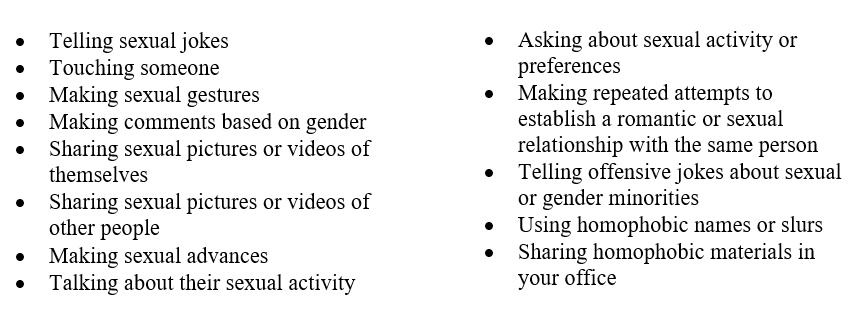 • Telling sexual jokes
• Touching someone
• Making sexual gestures
• Making comments based on gender
• Sharing sexual pictures or videos of
themselves
• Sharing sexual pictures or videos of
other people
• Making sexual advances
• Talking about their sexual activity
• Asking about sexual activity or
preferences
• Making repeated attempts to
establish a romantic or sexual
relationship with the same person
• Telling offensive jokes about sexual
or gender minorities
• Using homophobic names or slurs
• Sharing homophobic materials in
your office